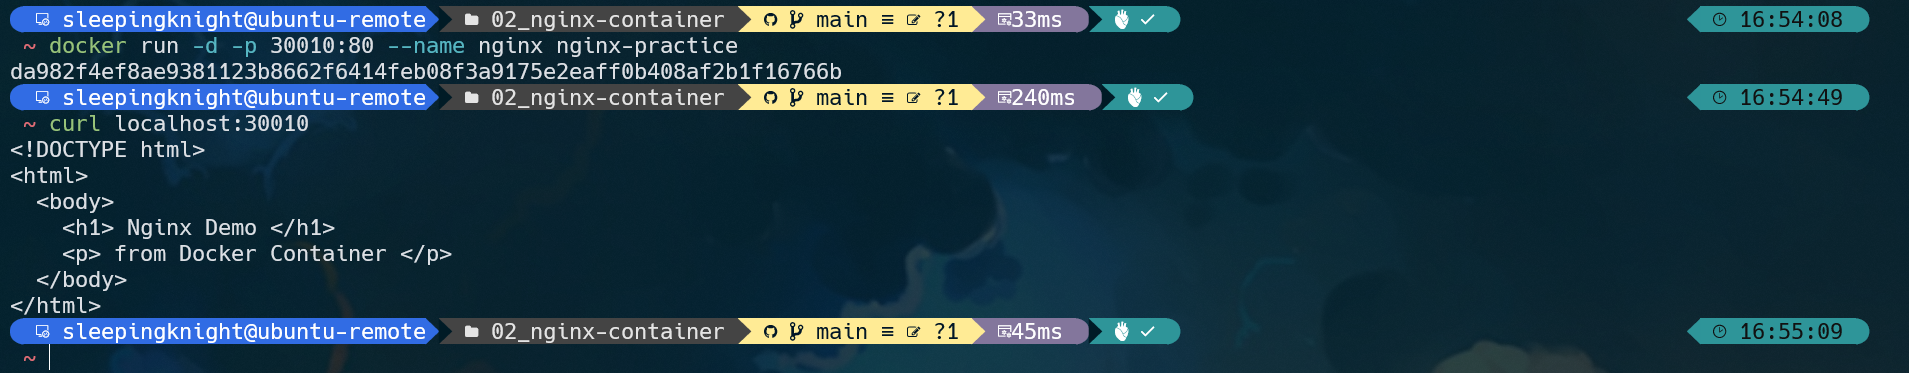 sleepingknight@ubuntu-remote 02_nginx-container main ≡ ?1 33ms ✓ 16:54:08
~ docker run -d -p 30010:80 --name nginx nginx-practice
da982f4ef8ae9381123b8662f6414feb08f3a9175e2eaff0b408af2b1f16766b
sleepingknight@ubuntu-remote 02_nginx-container main ≡ ?1 240ms ✓ 16:54:49
~ curl localhost:30010
<!DOCTYPE html>
<html>
  <body>
    <h1> Nginx Demo </h1>
    <p> from Docker Container </p>
  </body>
</html>
sleepingknight@ubuntu-remote 02_nginx-container main ≡ ?1 45ms ✓ 16:55:09
~